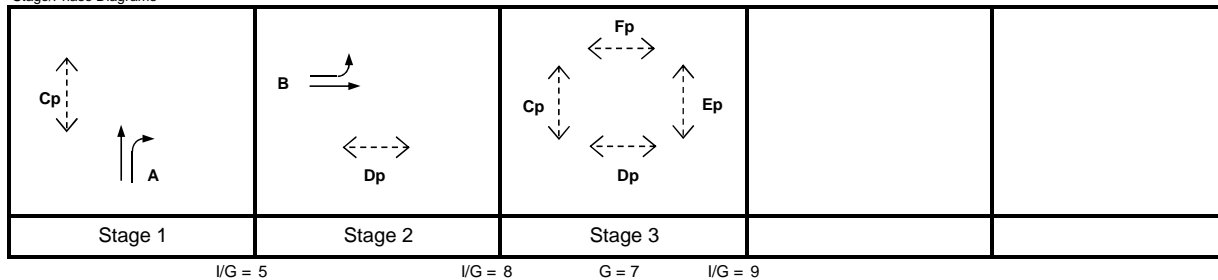 Stage/Phase Diagrams
Fp
B
Cp
Cp
Ep
A
Dp
Dp
Stage 1
Stage 2
Stage 3
I/G = 5
I/G = 8
G = 7
I/G = 9